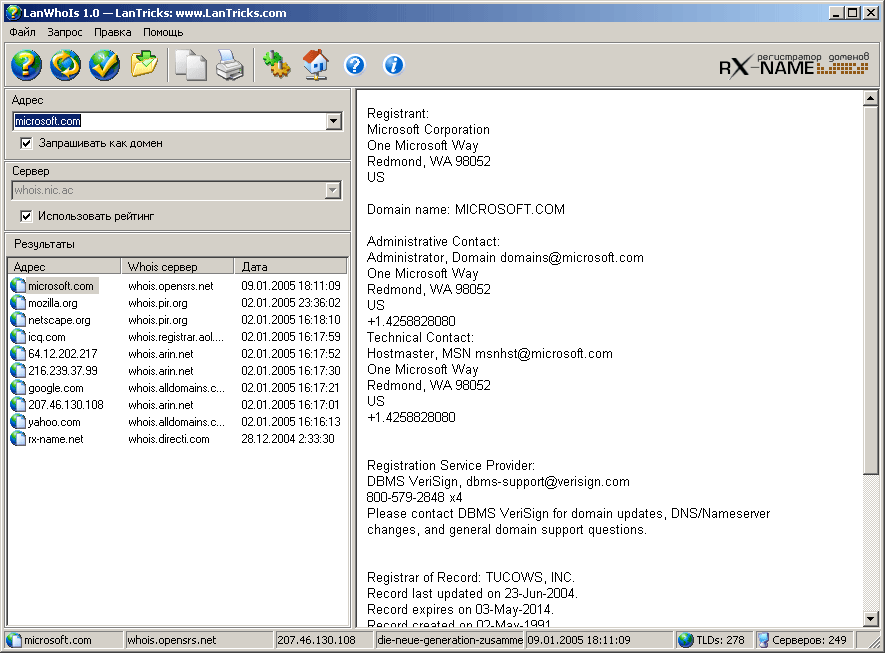 LanWhoIs 1.0 — LanTricks: www.LanTricks.com
Файл Запрос Правка Помощь
регистратор доменов
RX-NAME
Адрес
microsoft.com
Запрашивать как домен
Сервер
whois.nic.ac
Использовать рейтинг
Результаты
Адрес Whois сервер Дата
microsoft.com whois.opensrs.net 09.01.2005 18:11:09
mozilla.org whois.pir.org 02.01.2005 23:36:02
netscape.org whois.pir.org 02.01.2005 16:18:10
icq.com whois.registrar.aol.... 02.01.2005 16:17:59
64.12.202.217 whois.arin.net 02.01.2005 16:17:52
216.239.37.99 whois.arin.net 02.01.2005 16:17:30
google.com whois.alldomains.c... 02.01.2005 16:17:21
207.46.130.108 whois.arin.net 02.01.2005 16:17:01
yahoo.com whois.alldomains.c... 02.01.2005 16:16:13
rx-name.net whois.directi.com 28.12.2004 2:33:30
Registrant:
Microsoft Corporation
One Microsoft Way
Redmond, WA 98052
US
Domain name: MICROSOFT.COM
Administrative Contact:
Administrator, Domain domains@microsoft.com
One Microsoft Way
Redmond, WA 98052
US
+1.4258828080
Technical Contact:
Hostmaster, MSN msnhst@microsoft.com
One Microsoft Way
Redmond, WA 98052
US
+1.4258828080
Registration Service Provider:
DBMS VeriSign, dbms-support@verisign.com
800-579-2848 x4
Please contact DBMS VeriSign for domain updates, DNS/Nameserver
changes, and general domain support questions.
Registrar of Record: TUCOWS, INC.
Record last updated on 23-Jun-2004.
Record expires on 03-May-2014.
Record created on 02-May-1991.
microsoft.com whois.opensrs.net 207.46.130.108 die-neue-generation-zusamme 09.01.2005 18:11:09 TLDs: 278 Серверов: 249